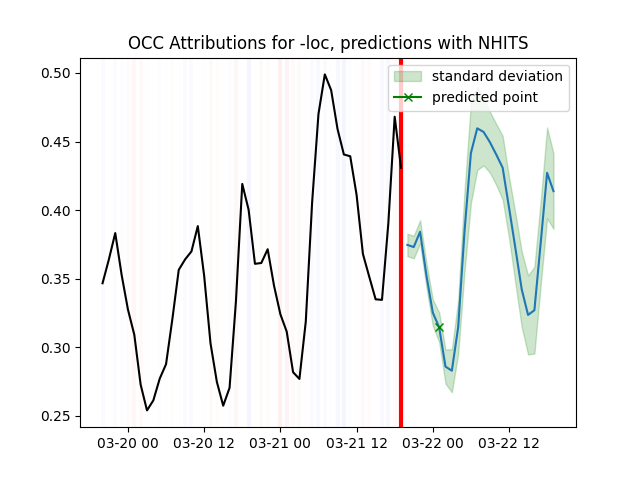 OCC Attributions for -loc, predictions with NHITS
standard deviation
predicted point
0.50
0.45
0.40
0.35
0.30
0.25
03-20 00 03-20 12 03-21 00 03-21 12 03-22 00 03-22 12